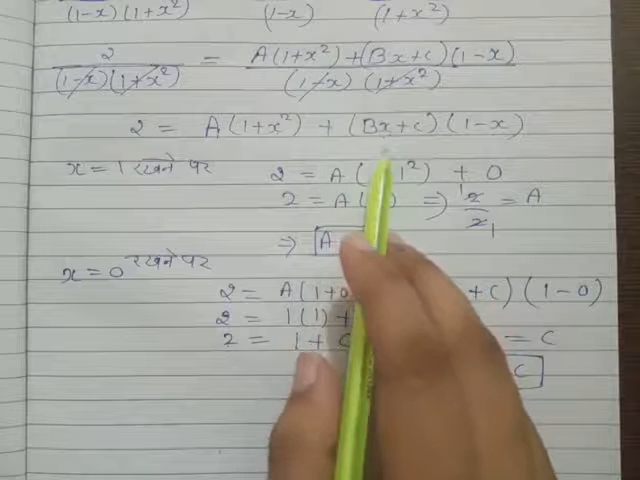 (1-x)(1+x²) (1-x) (1+x²)
2/(1-x)(1+x²) = A(1+x²)+(Bx+C)(1-x)/(1-x)(1+x²)
2 = A(1+x²) + (Bx+C)(1-x)
x = 1 रखने पर 2 = A( 1²) + 0
2 = A( ) ⇒ 2/2 = A 1 1
⇒ A
x = 0 रखने पर
2 = A(1+0 +C) (1-0)
2 = 1(1) +
2 = 1 + C = C
C